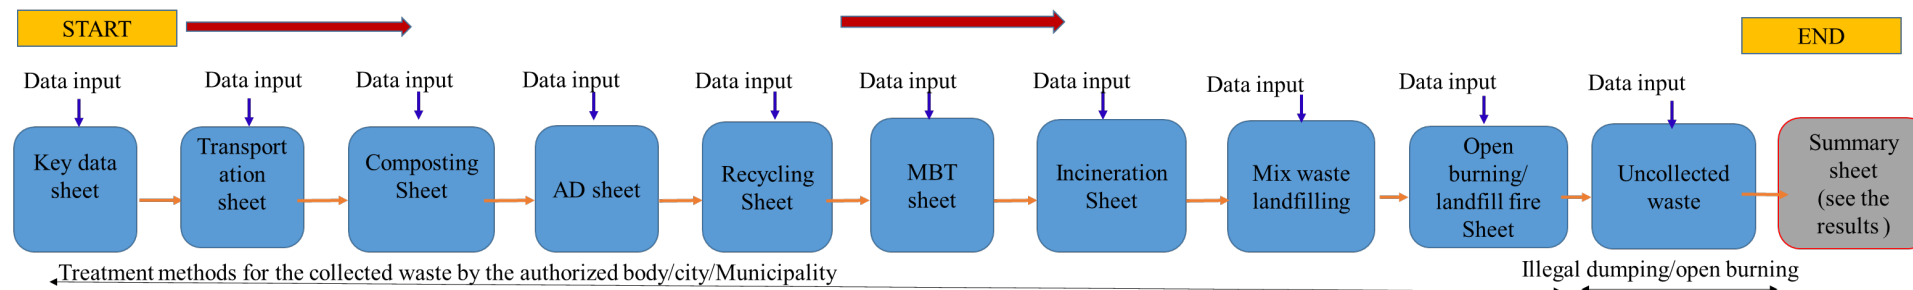 START
END
Data input
Data input
Data input
Data input
Data input
Data input
Data input
Data input
Data input
Data input
Key data
sheet
Transport
ation
sheet
Composting
Sheet
AD sheet
Recycling
Sheet
MBT
sheet
Incineration
Sheet
Mix waste
landfilling
Open
burning/
landfill fire
Sheet
Uncollected
waste
Summary
sheet
(see the
results )
Treatment methods for the collected waste by the authorized body/city/Municipality
Illegal dumping/open burning